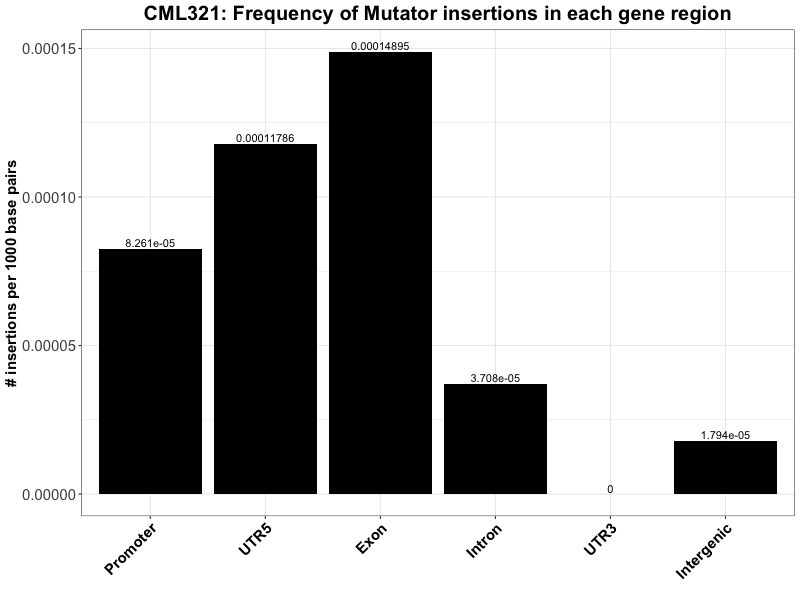 CML321: Frequency of Mutator insertions in each gene region
# insertions per 1000 base pairs
0.00015
0.00010
0.00005
0.00000
8.261e-05
0.00011786
0.00014895
3.708e-05
0
1.794e-05
Promoter
UTR5
Exon
Intron
UTR3
Intergenic